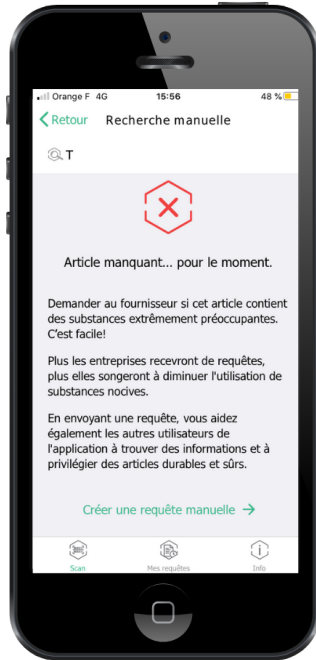 Orange F 4G 15:56 48 %
Retour Recherche manuelle
T
Article manquant... pour le moment.
Demander au fournisseur si cet article contient
des substances extrêmement préoccupantes.
C'est facile!
Plus les entreprises recevront de requêtes,
plus elles songeront à diminuer l'utilisation de
substances nocives.
En envoyant une requête, vous aidez
également les autres utilisateurs de
l'application à trouver des informations et à
privilégier des articles durables et sûrs.
Créer une requête manuelle →
Scan Mes requêtes Info